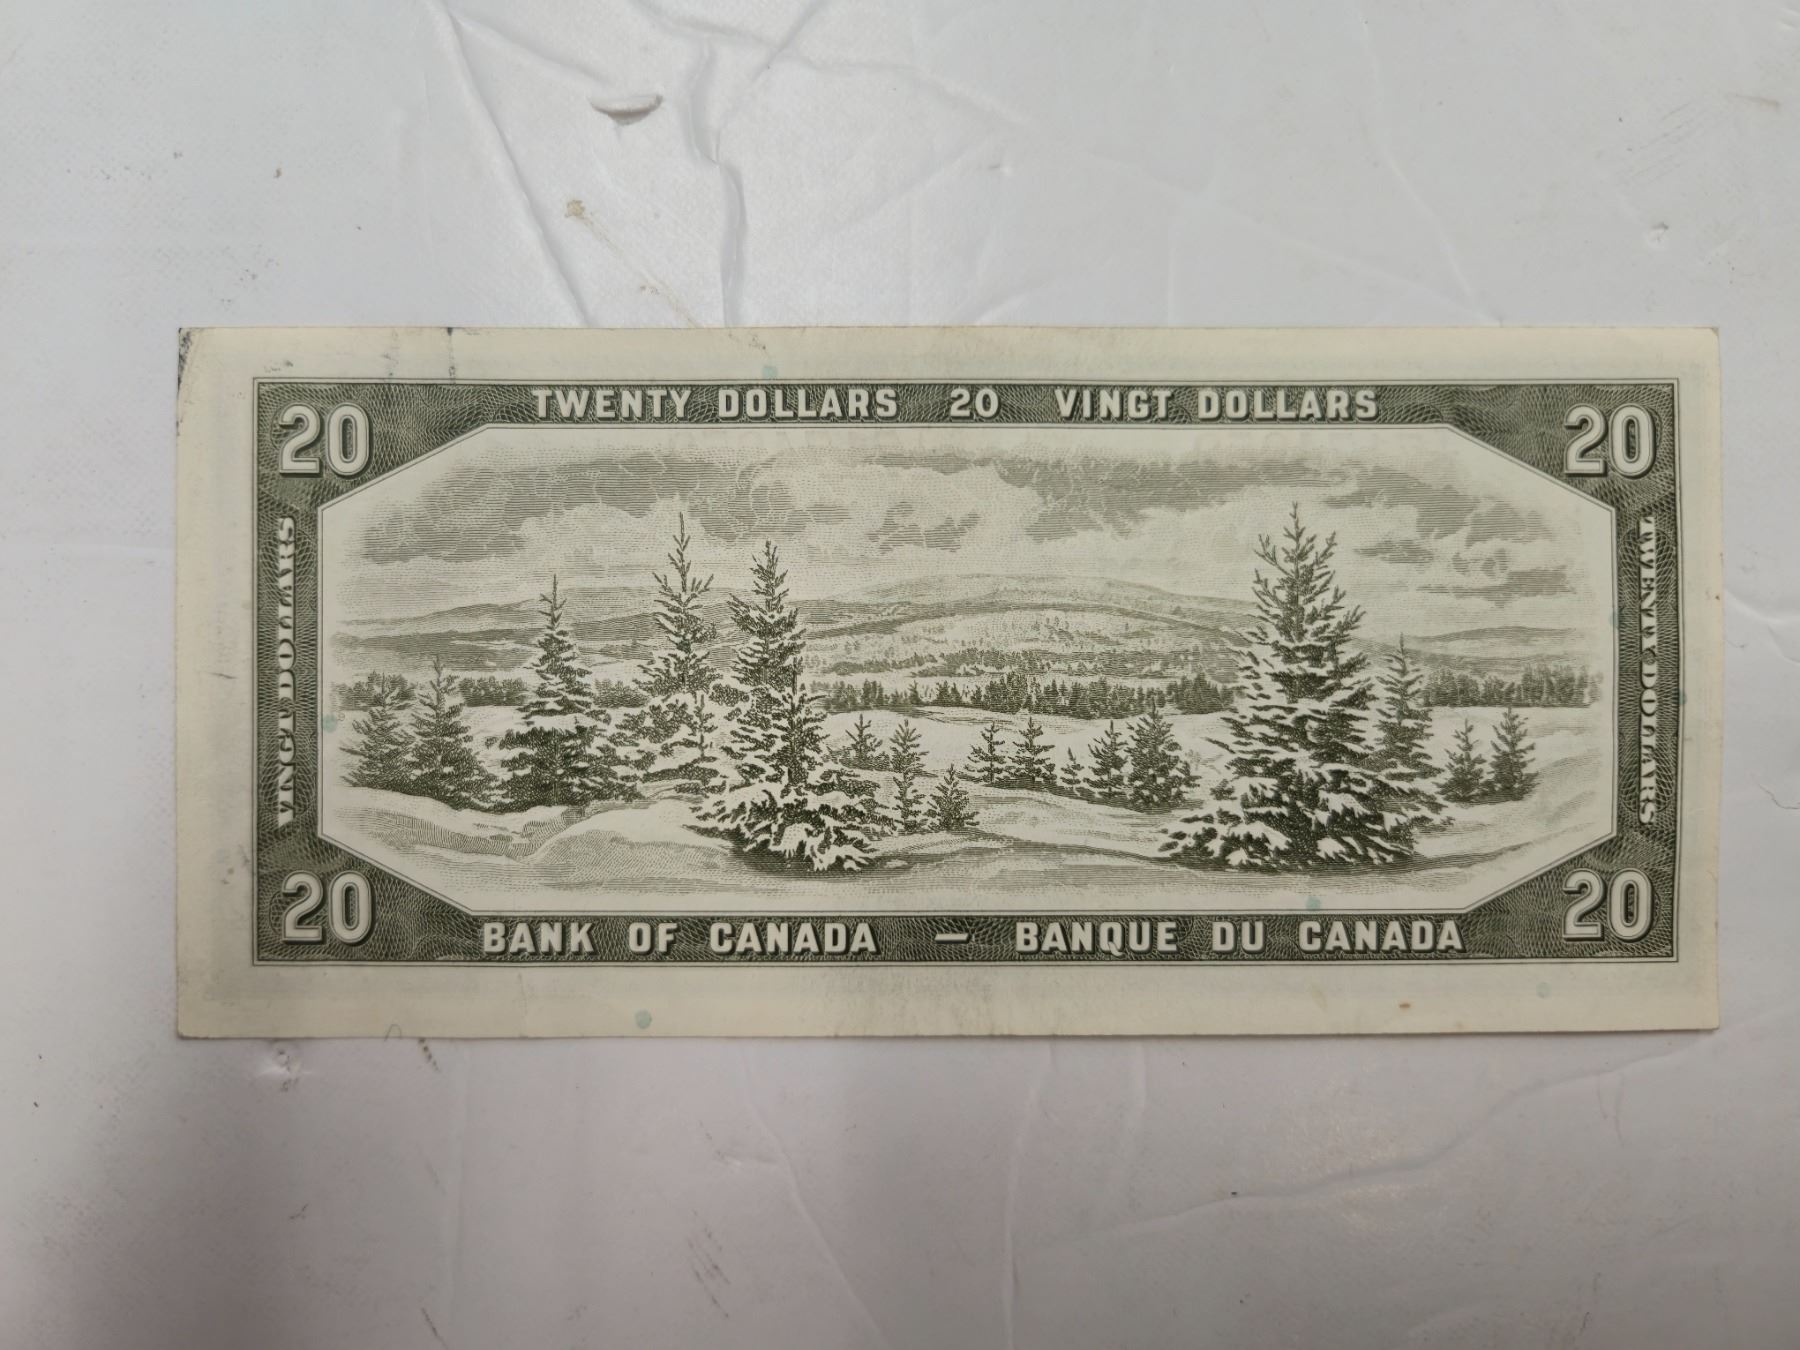 TWENTY DOLLARS 20 VINGT DOLLARS
20
20
VINGT DOLLARS
TWENTY DOLLARS
20
20
BANK OF CANADA — BANQUE DU CANADA